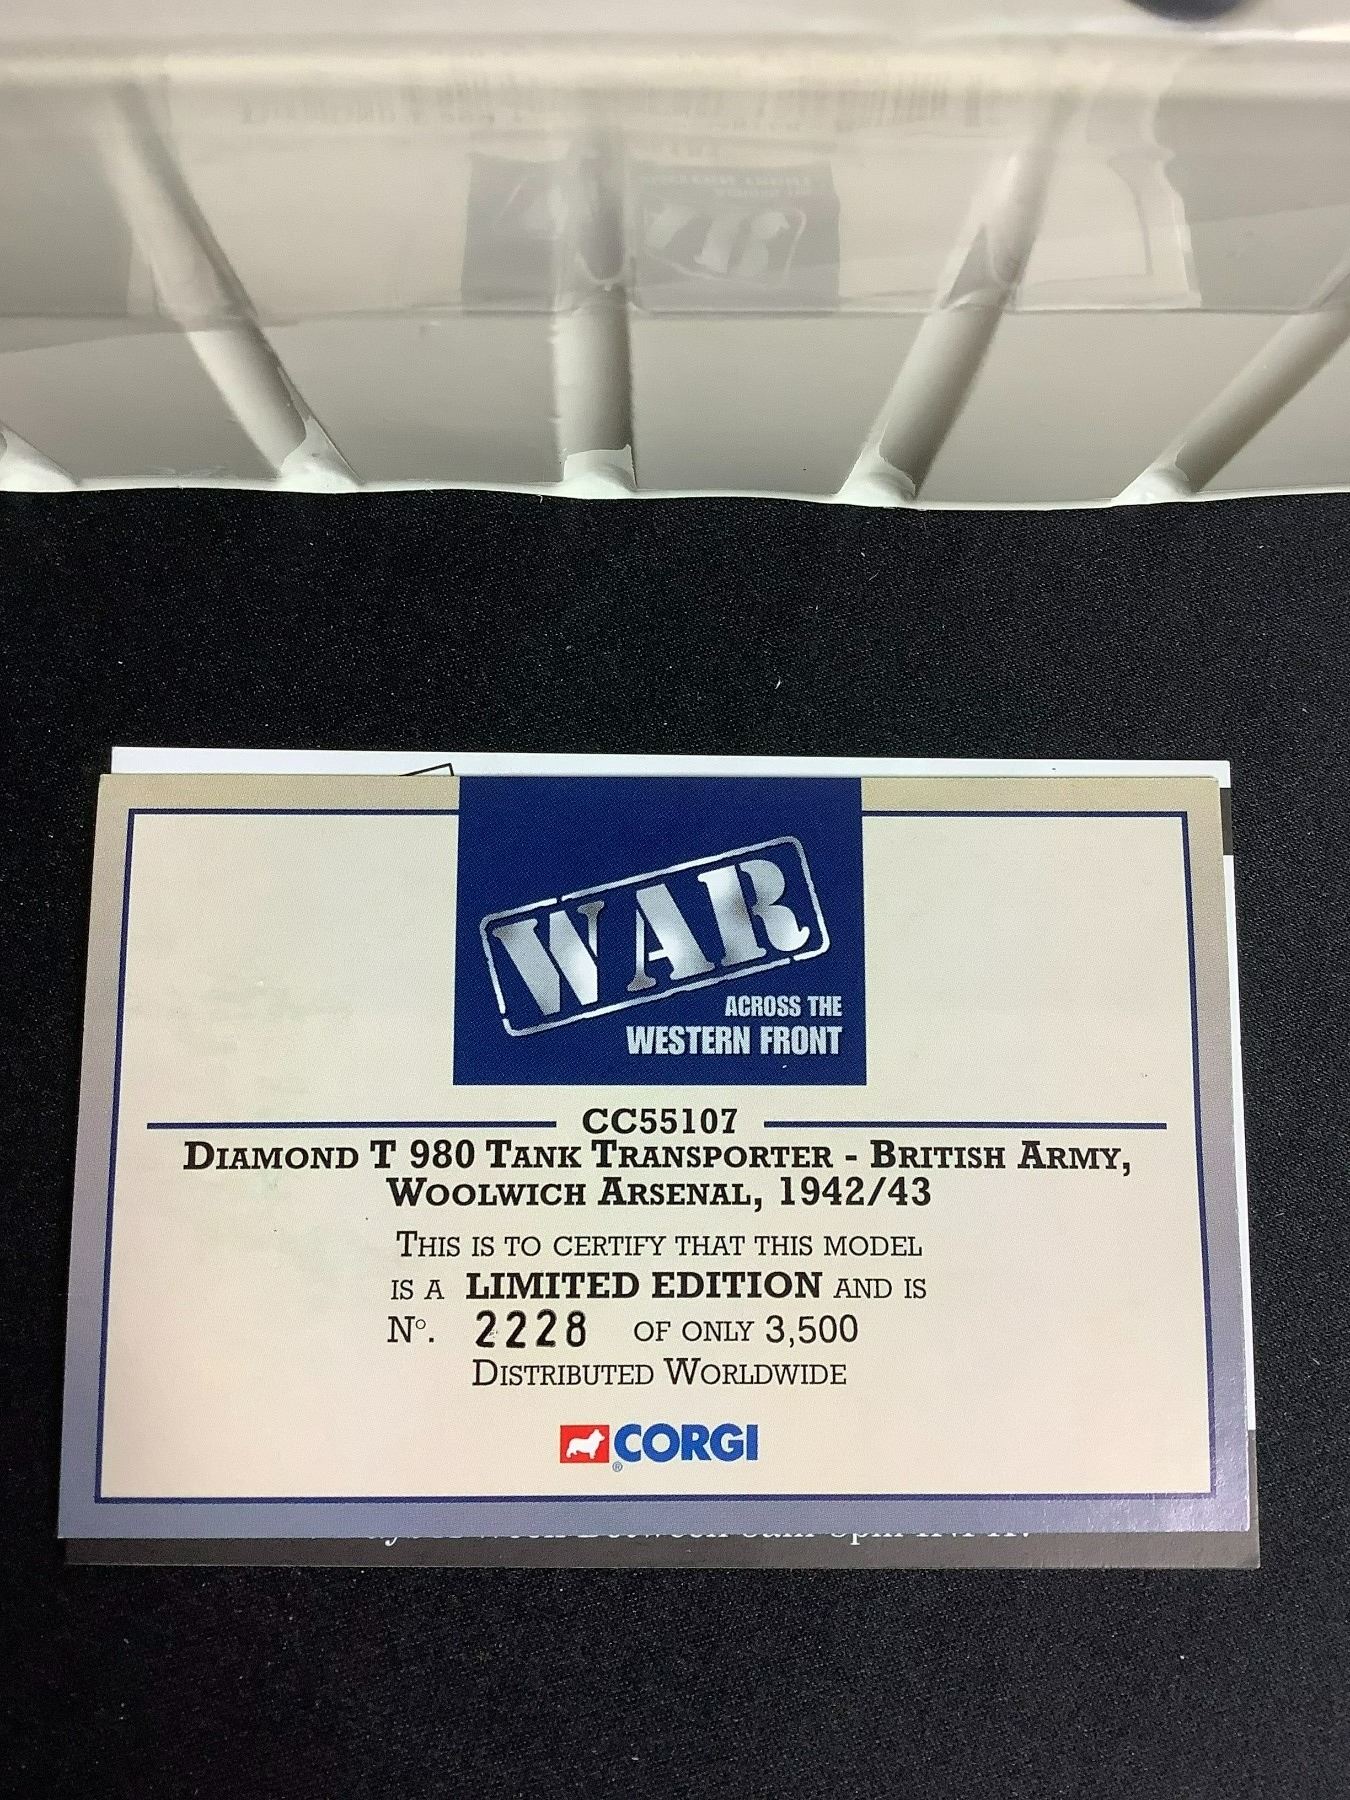 WAR
ACROSS THE
WESTERN FRONT
CC55107
DIAMOND T 980 TANK TRANSPORTER - BRITISH ARMY,
WOOLWICH ARSENAL, 1942/43
THIS IS TO CERTIFY THAT THIS MODEL
IS A LIMITED EDITION AND IS
Nº. 2228 OF ONLY 3,500
DISTRIBUTED WORLDWIDE
CORGI